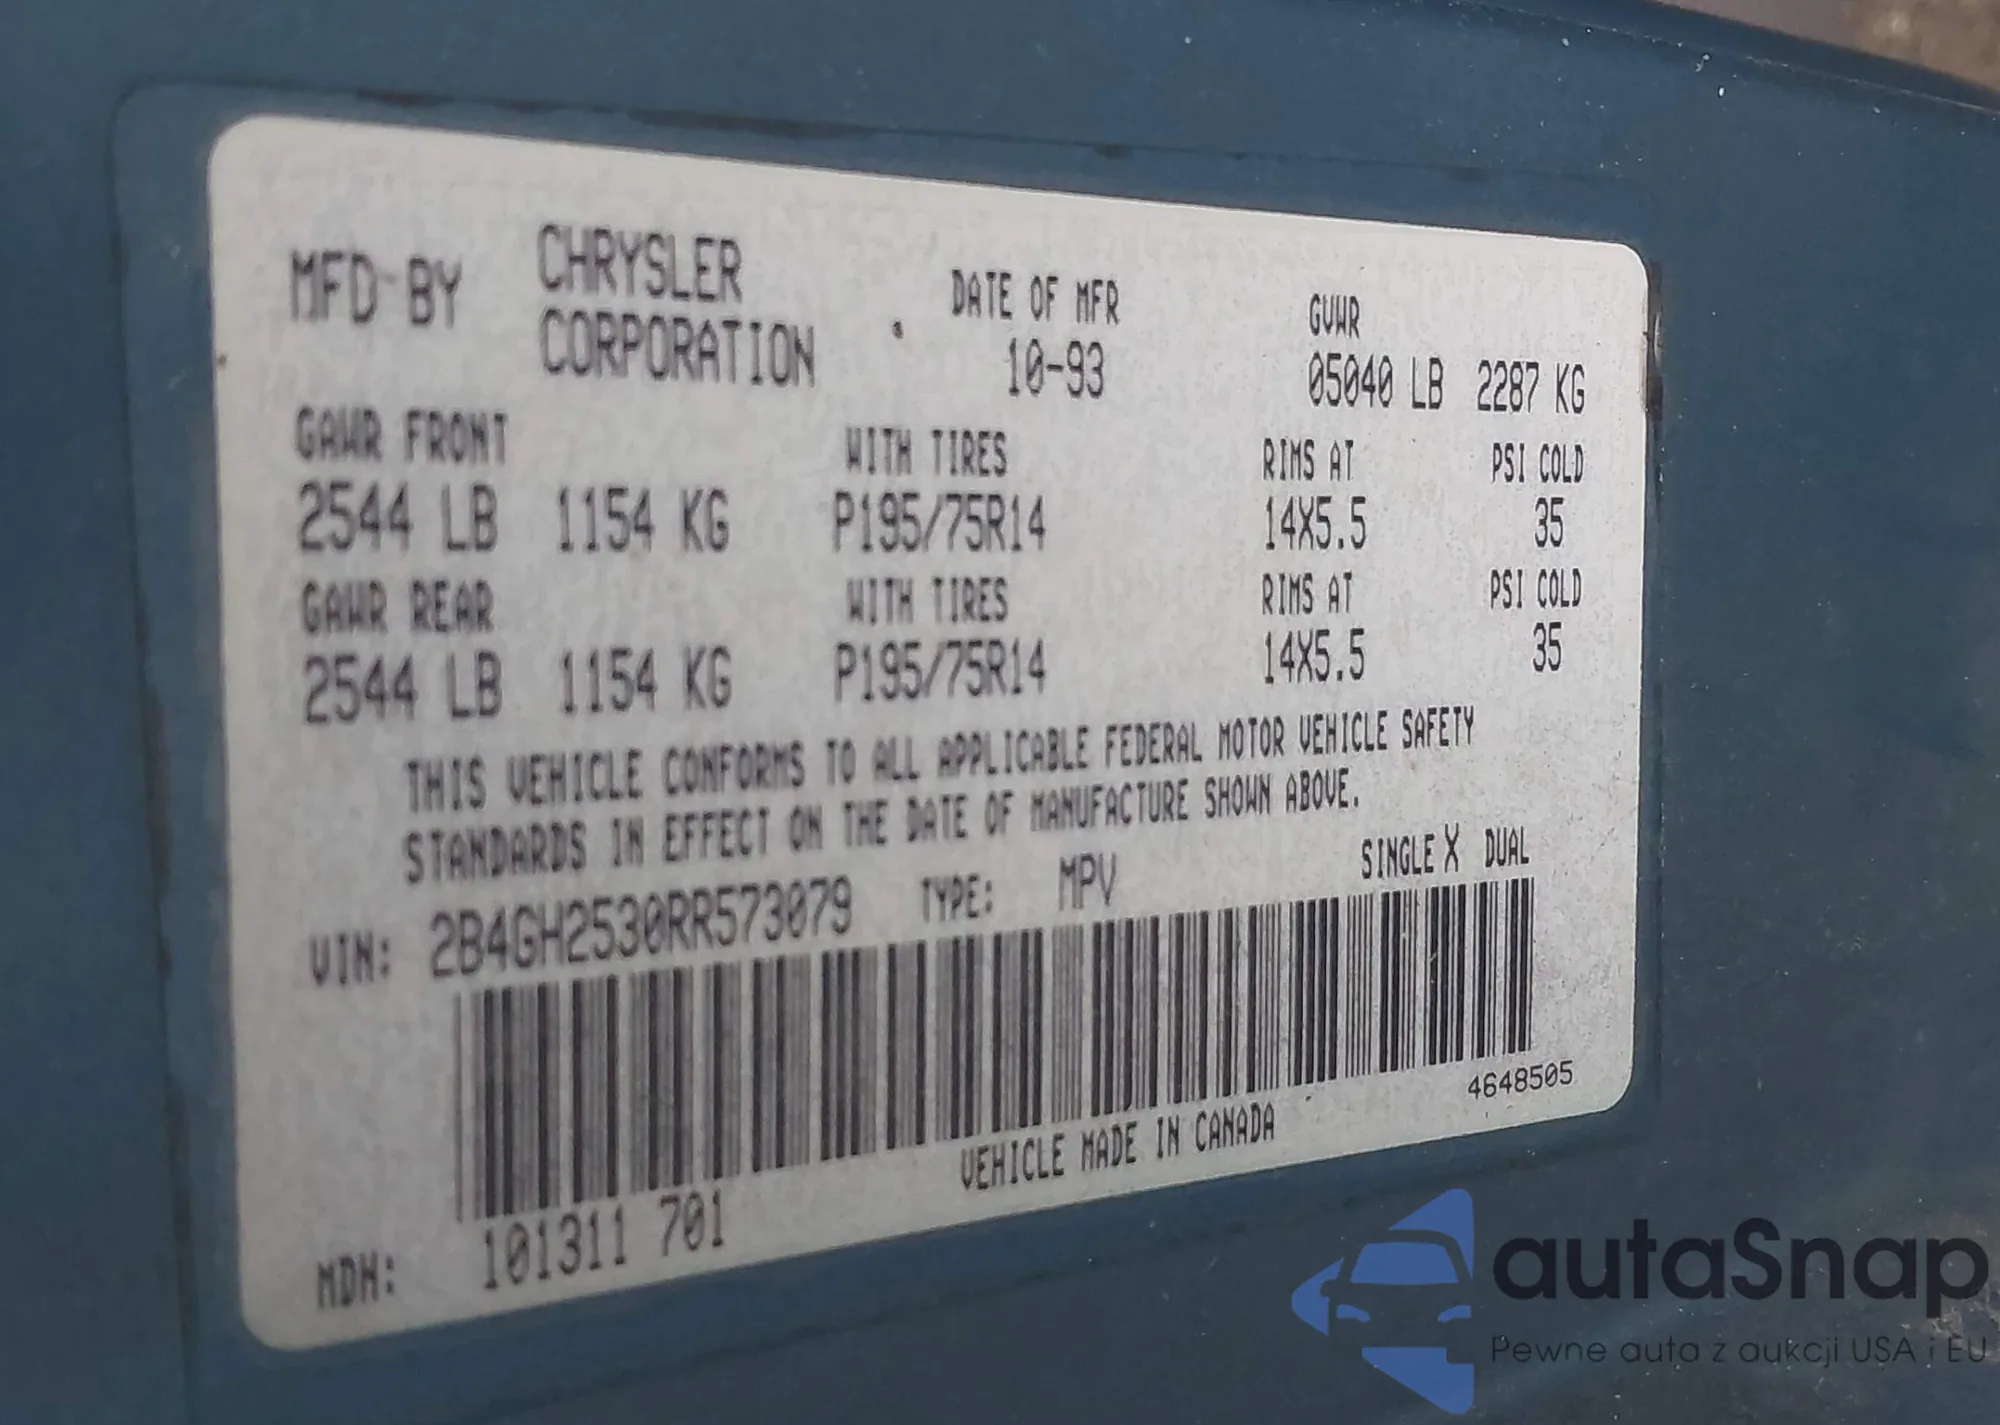 MFD BY CHRYSLER CORPORATION
DATE OF MFR
10-93
GVWR
05040 LB 2287 KG
GAWR FRONT WITH TIRES RIMS AT PSI COLD
2544 LB 1154 KG P195/75R14 14X5.5 35
GAWR REAR WITH TIRES RIMS AT PSI COLD
2544 LB 1154 KG P195/75R14 14X5.5 35
THIS VEHICLE CONFORMS TO ALL APPLICABLE FEDERAL MOTOR VEHICLE SAFETY
STANDARDS IN EFFECT ON THE DATE OF MANUFACTURE SHOWN ABOVE.
VIN: 2B4GH2530RR573079 TYPE: MPV SINGLE X DUAL
4648505
VEHICLE MADE IN CANADA
MDH: 101311 701
autaSnap
Pewne auta z aukcji USA i EU